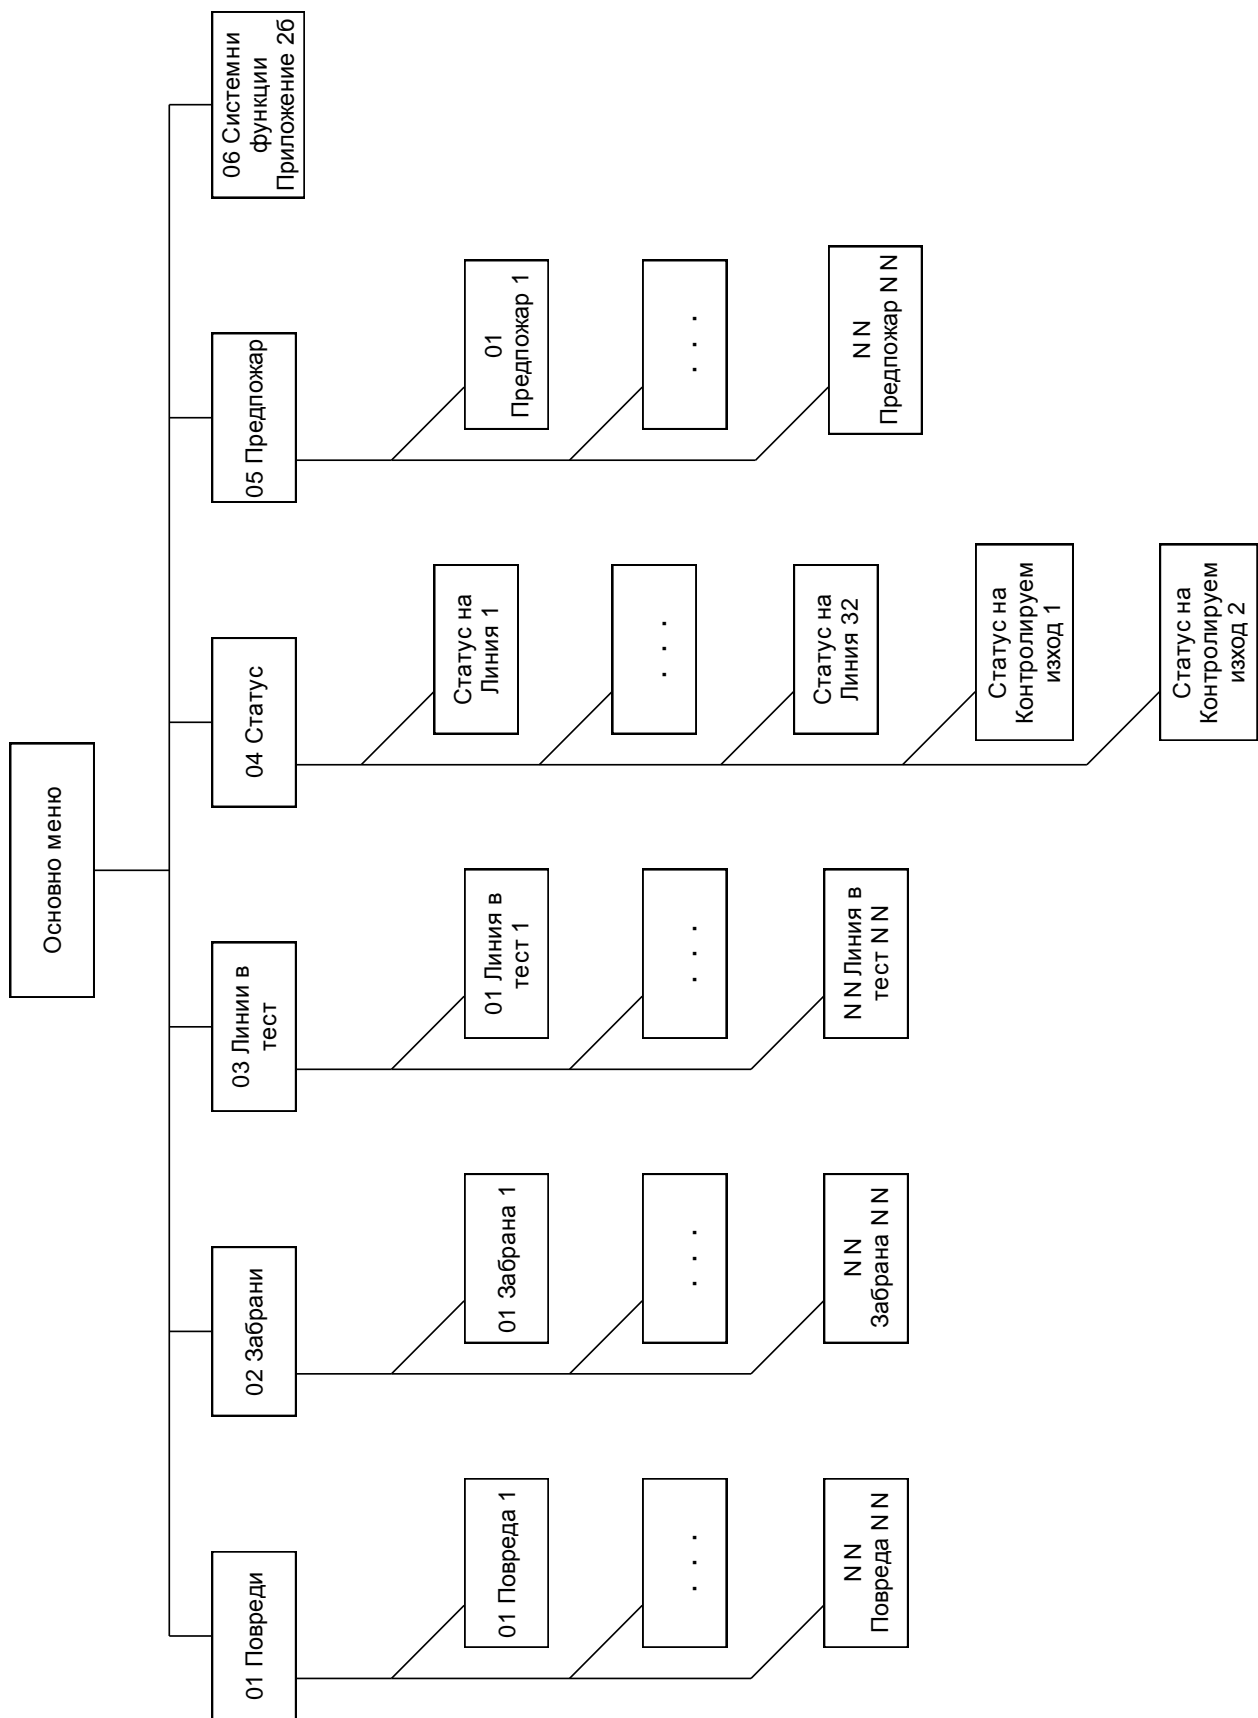 Основно меню
01 Повреди
02 Забрани
03 Линии в
тест
04 Статус
05 Предпожар
06 Системни
функции
Приложение 2б
01 Повреда 1
. . .
N N
Повреда N N
01 Забрана 1
. . .
N N
Забрана N N
01 Линия в
тест 1
. . .
N N Линия в
тест N N
Статус на
Линия 1
. . .
Статус на
Линия 32
Статус на
Контролируем
изход 1
Статус на
Контролируем
изход 2
01
Предпожар 1
. . .
N N
Предпожар N N